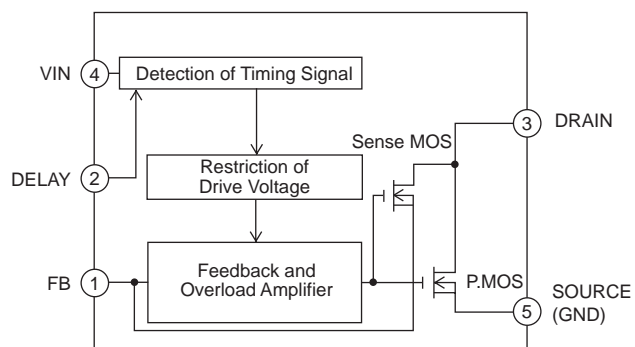 VIN
4
Detection of Timing Signal
3
DRAIN
Sense MOS
DELAY
2
Restriction of
Drive Voltage
FB
1
Feedback and
Overload Amplifier
P.MOS
5
SOURCE
(GND)